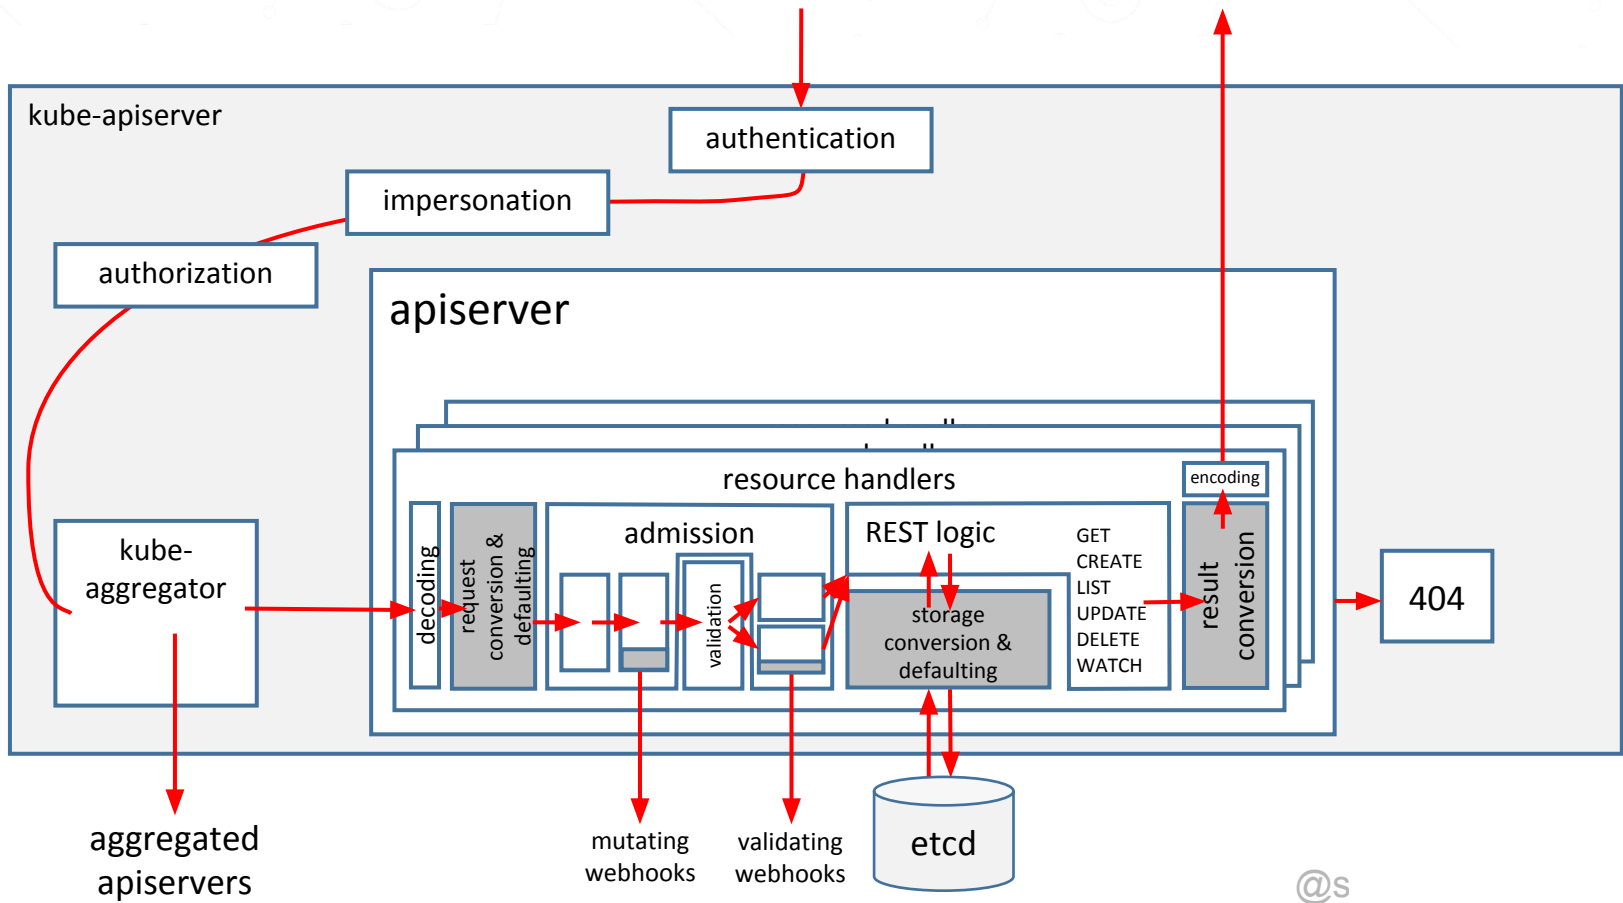 kube-apiserver
authentication
impersonation
authorization
apiserver
resource handlers
encoding
kube-
aggregator
decoding
request
conversion &
defaulting
admission
validation
REST logic
storage
conversion &
defaulting
GET
CREATE
LIST
UPDATE
DELETE
WATCH
result
conversion
404
aggregated
apiservers
mutating
webhooks
validating
webhooks
etcd
@s